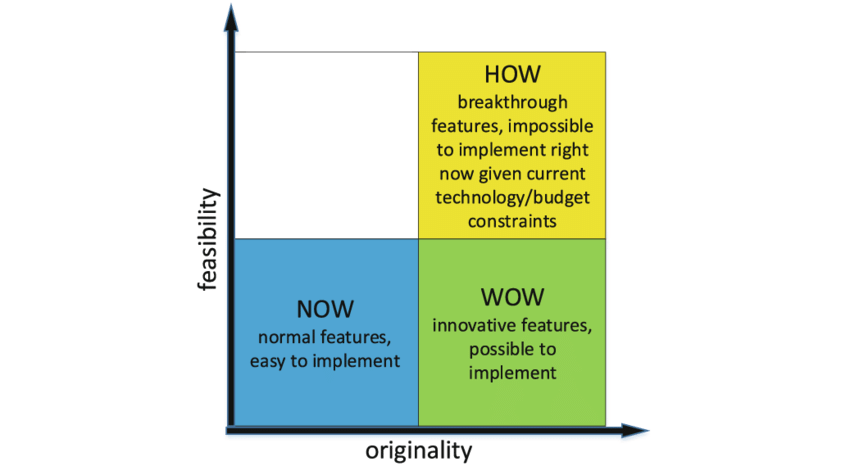 HOW
breakthrough
features, impossible
to implement right
now given current
technology/budget
constraints
feasibility
NOW
normal features,
easy to implement
WOW
innovative features,
possible to
implement
originality